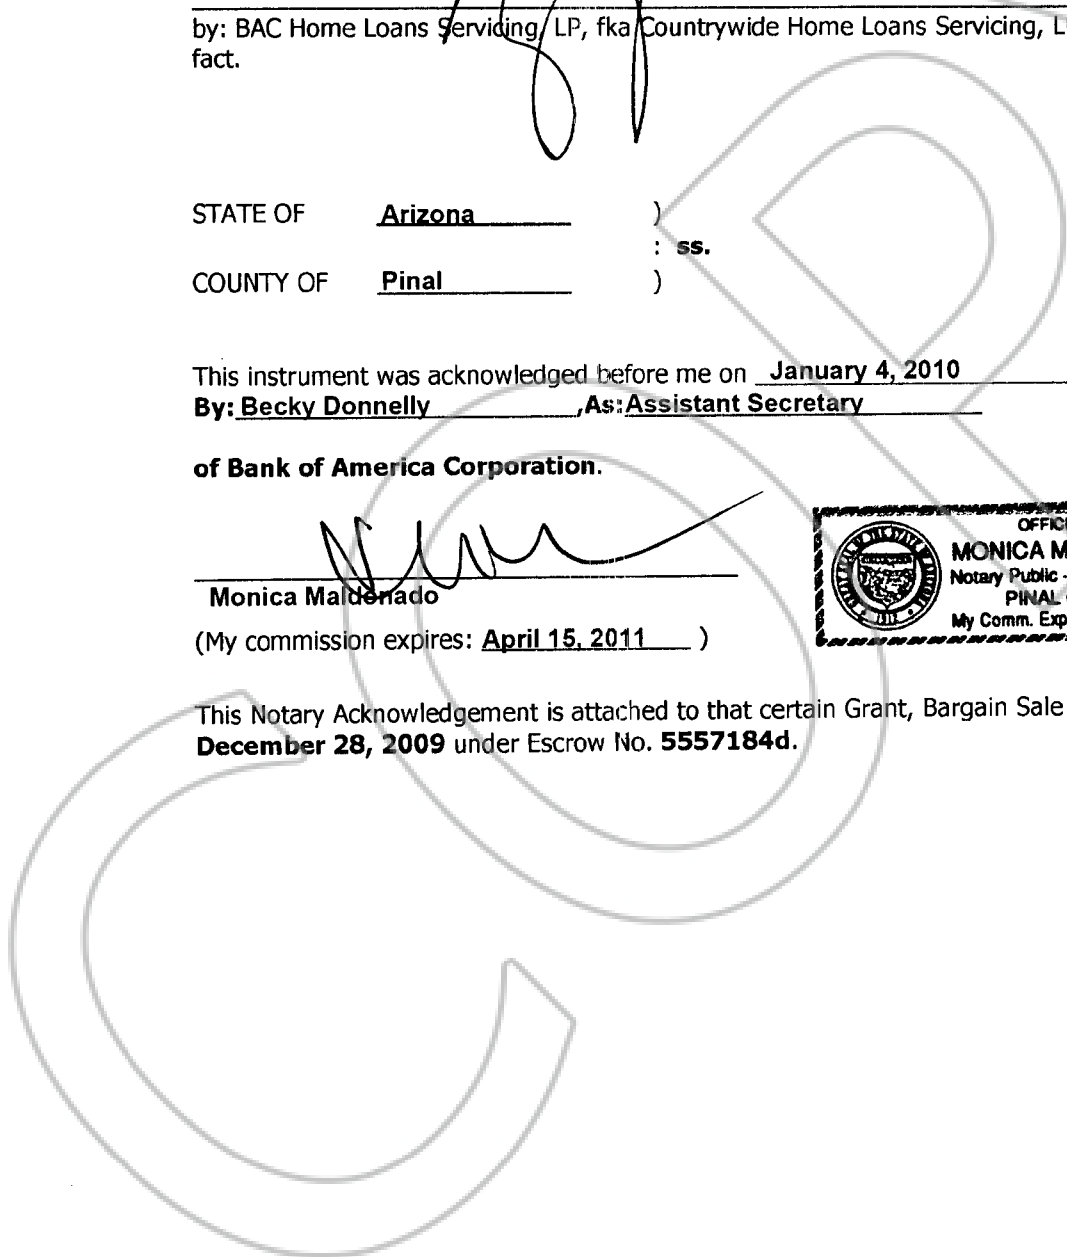 by: BAC Home Loans Servicing, LP, fka Countrywide Home Loans Servicing, L
fact.
STATE OF Arizona )
: ss.
COUNTY OF Pinal )
This instrument was acknowledged before me on January 4, 2010
By: Becky Donnelly ,As: Assistant Secretary
of Bank of America Corporation.
OFFIC
MONICA M
Notary Public -
PINAL
My Comm. Exp
Monica Maldonado
(My commission expires: April 15, 2011 )
This Notary Acknowledgement is attached to that certain Grant, Bargain Sale
December 28, 2009 under Escrow No. 5557184d.
COP